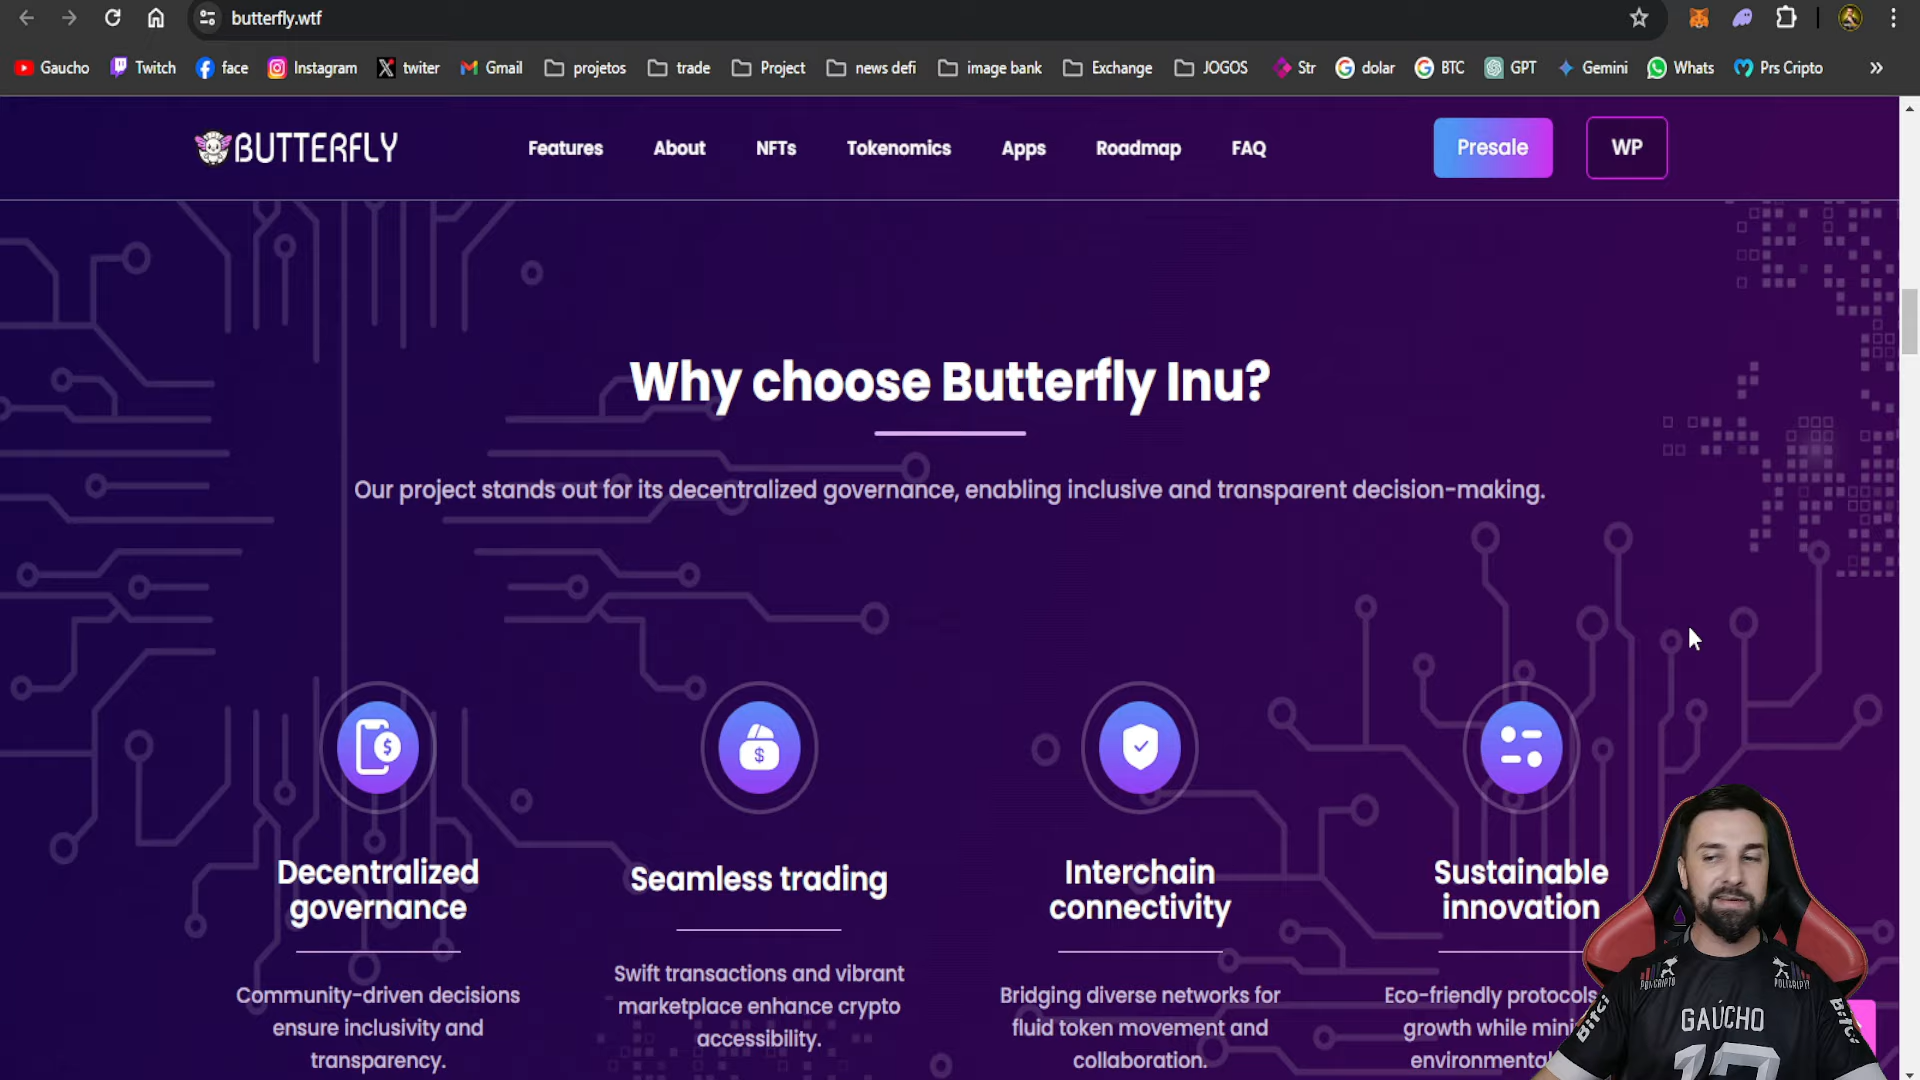 butterfly.wtf
Gaucho Twitch face Instagram twiter Gmail projetos trade Project news defi image bank Exchange JOGOS Str dolar BTC GPT Gemini Whats Prs Cripto
BUTTERFLY Features About NFTs Tokenomics Apps Roadmap FAQ Presale WP
Why choose Butterfly Inu?
Our project stands out for its decentralized governance, enabling inclusive and transparent decision-making.
$
$
Decentralized
governance
Community-driven decisions
ensure inclusivity and
transparency.
Seamless trading
Swift transactions and vibrant
marketplace enhance crypto
accessibility.
Interchain
connectivity
Bridging diverse networks for
fluid token movement and
collaboration.
Sustainable
innovation
Eco-friendly protocols
growth while
GAÚCHO
Bitci
Bitci